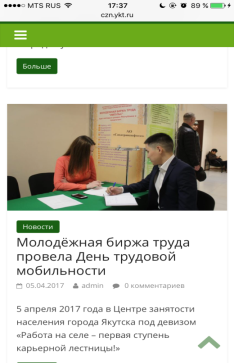 MTS RUS 17:37 89 %
czn.ykt.ru
Больше
Новости
Молодёжная биржа труда
провела День трудовой
мобильности
05.04.2017 admin 0 комментариев
5 апреля 2017 года в Центре занятости
населения города Якутска под девизом
«Работа на селе – первая ступень
карьерной лестницы!»